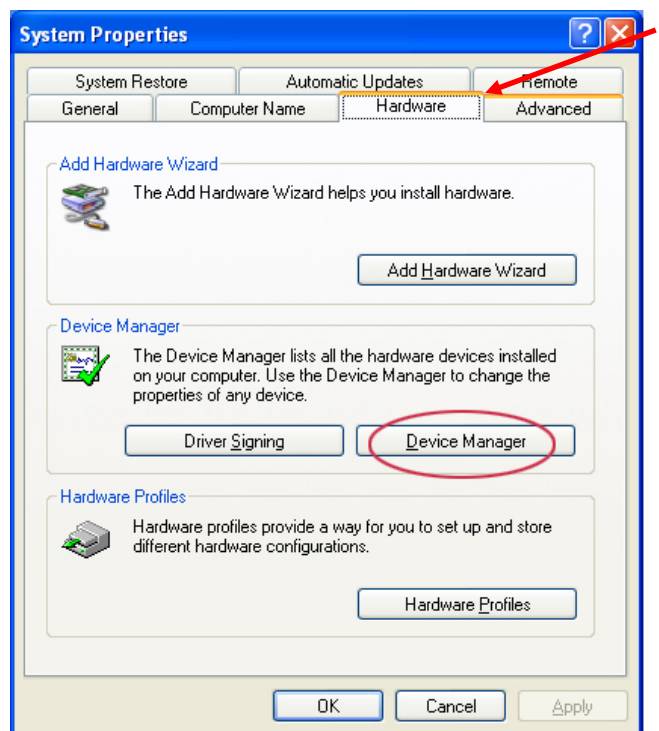 System Properties
System Restore Automatic Updates Remote
General Computer Name Hardware Advanced
Add Hardware Wizard
The Add Hardware Wizard helps you install hardware.
Add Hardware Wizard
Device Manager
The Device Manager lists all the hardware devices installed
on your computer. Use the Device Manager to change the
properties of any device.
Driver Signing Device Manager
Hardware Profiles
Hardware profiles provide a way for you to set up and store
different hardware configurations.
Hardware Profiles
OK Cancel Apply